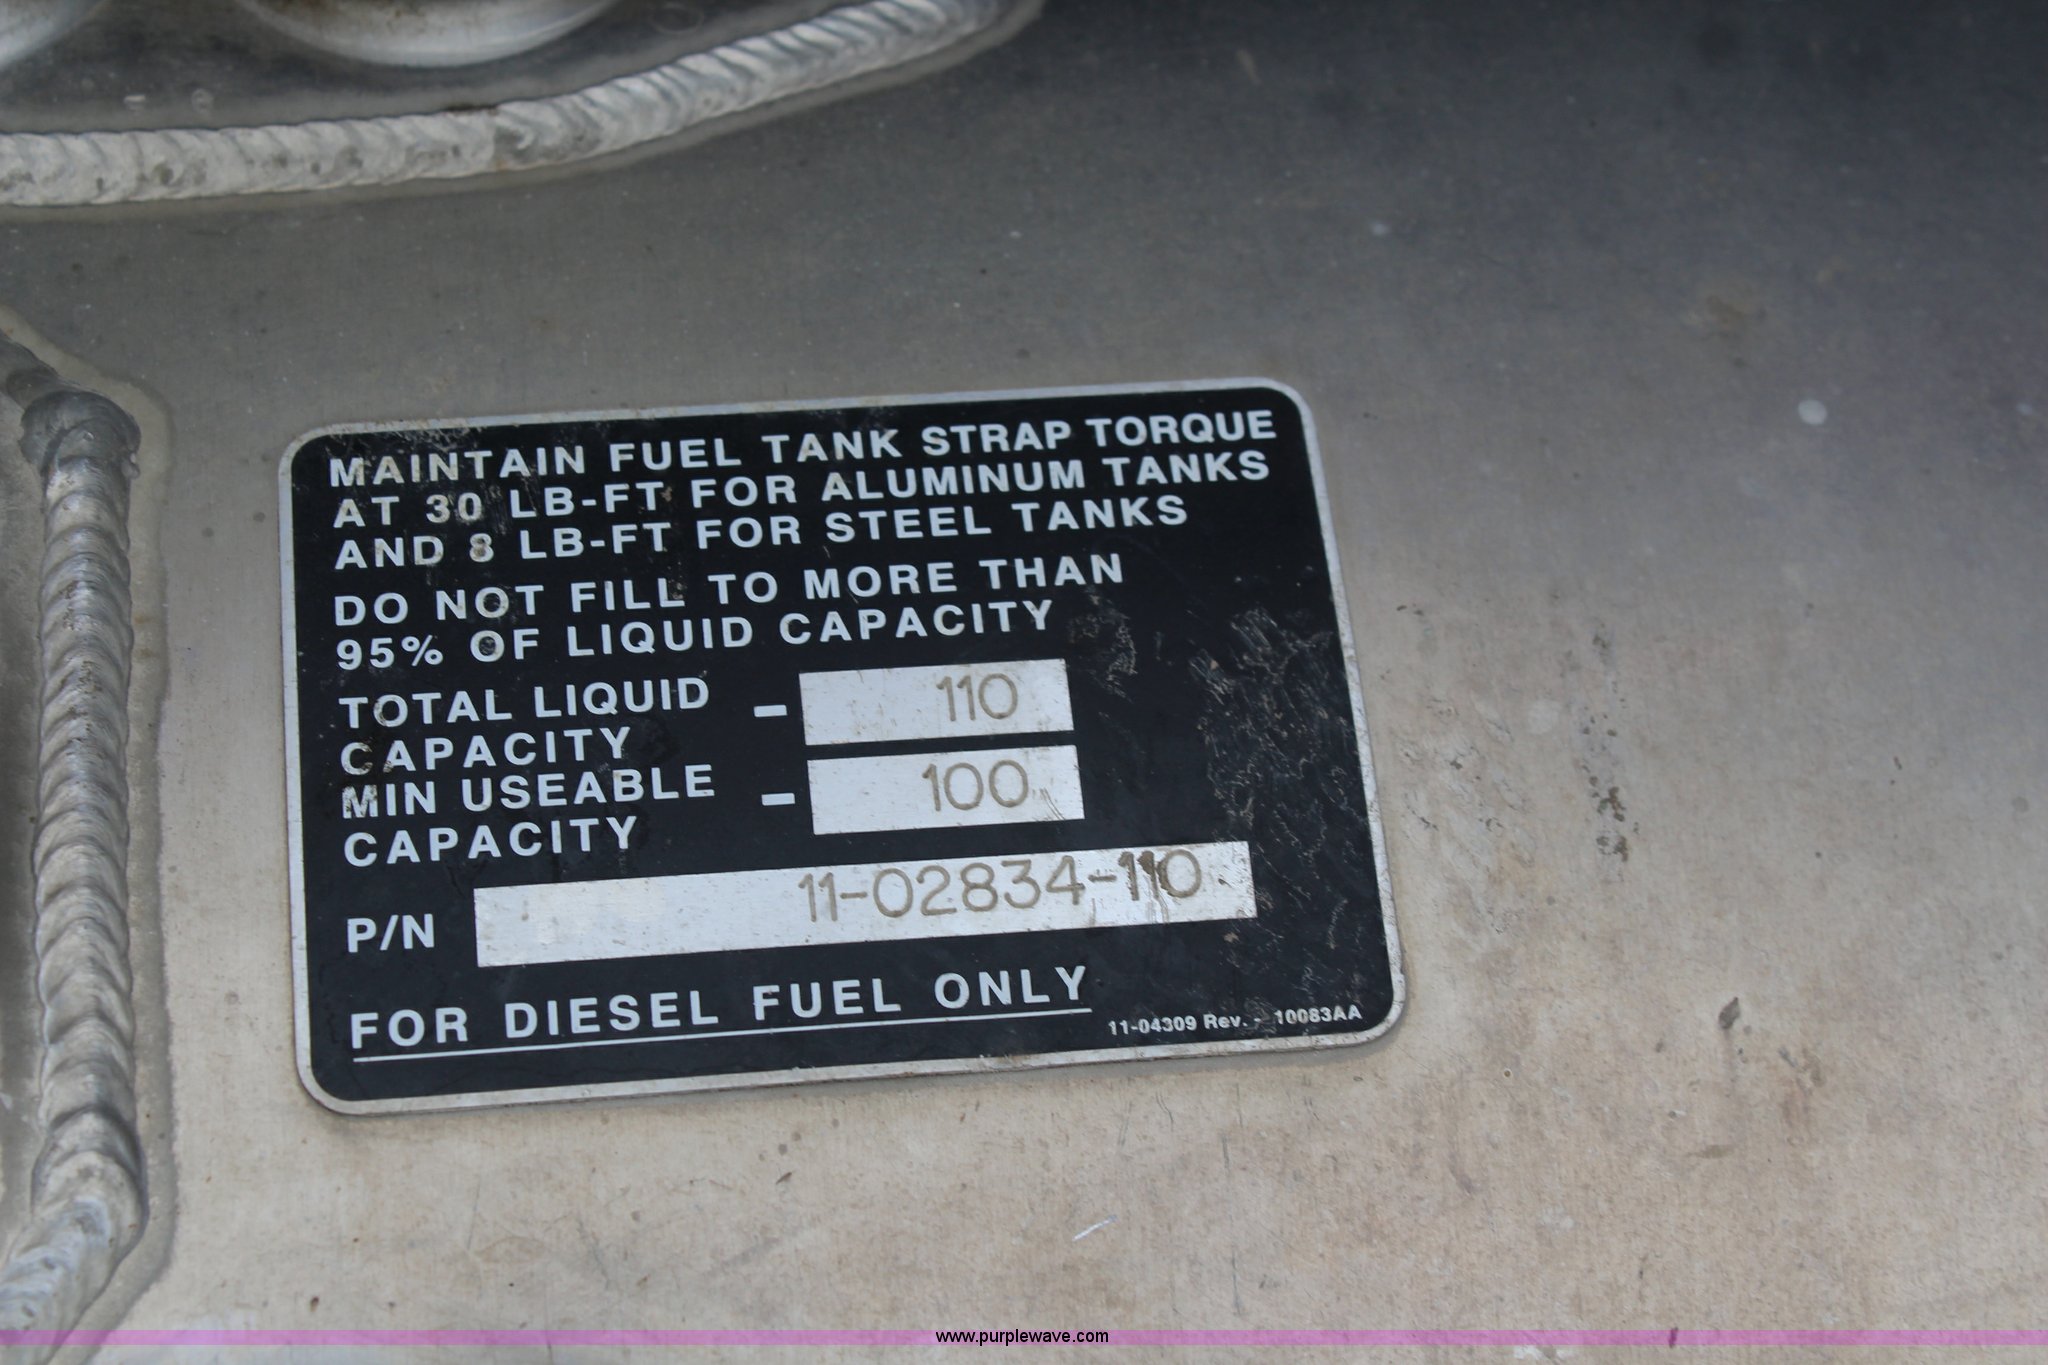 MAINTAIN FUEL TANK STRAP TORQUE
AT 30 LB-FT FOR ALUMINUM TANKS
AND 8 LB-FT FOR STEEL TANKS
DO NOT FILL TO MORE THAN
95% OF LIQUID CAPACITY
TOTAL LIQUID - 110
CAPACITY
MIN USEABLE - 100
CAPACITY
P/N 11-02834-110
FOR DIESEL FUEL ONLY
11-04309 Rev. - 10083AA
www.purplewave.com